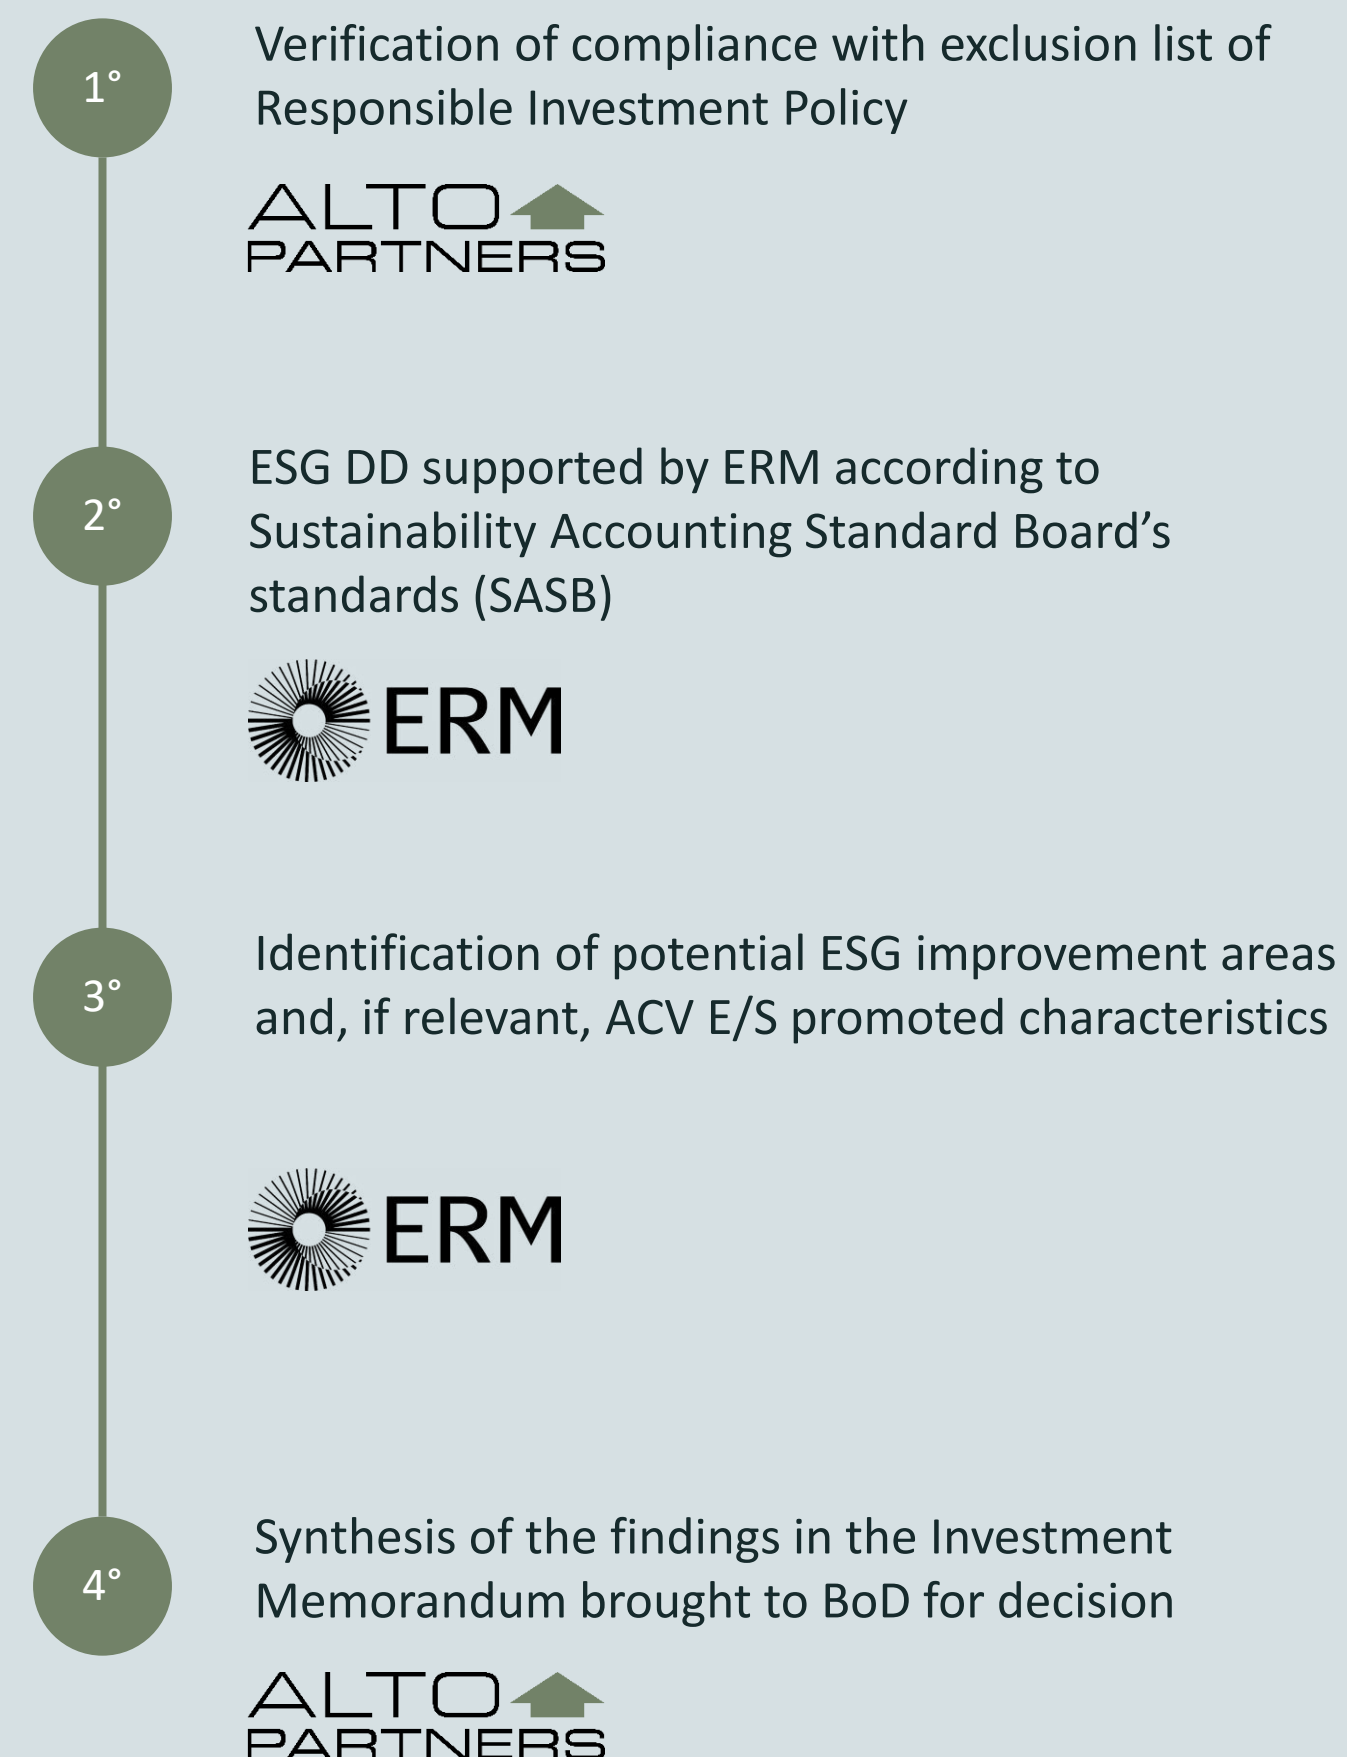 1°
Verification of compliance with exclusion list of
Responsible Investment Policy
ALTO
PARTNERS
2°
ESG DD supported by ERM according to
Sustainability Accounting Standard Board’s
standards (SASB)
ERM
3°
Identification of potential ESG improvement areas
and, if relevant, ACV E/S promoted characteristics
ERM
4°
Synthesis of the findings in the Investment
Memorandum brought to BoD for decision
ALTO
PARTNERS